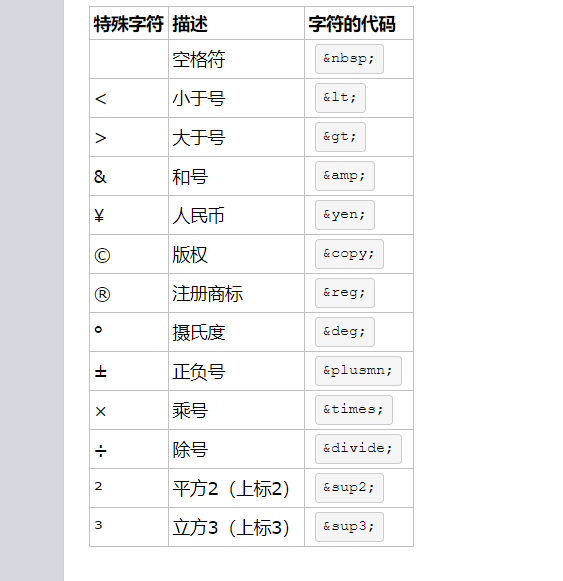 特殊字符 描述 字符的代码
空格符 &nbsp;
< 小于号 &lt;
> 大于号 &gt;
& 和号 &amp;
¥ 人民币 &yen;
© 版权 &copy;
® 注册商标 &reg;
° 摄氏度 &deg;
± 正负号 &plusmn;
× 乘号 &times;
÷ 除号 &divide;
² 平方2（上标2） &sup2;
³ 立方3（上标3） &sup3;